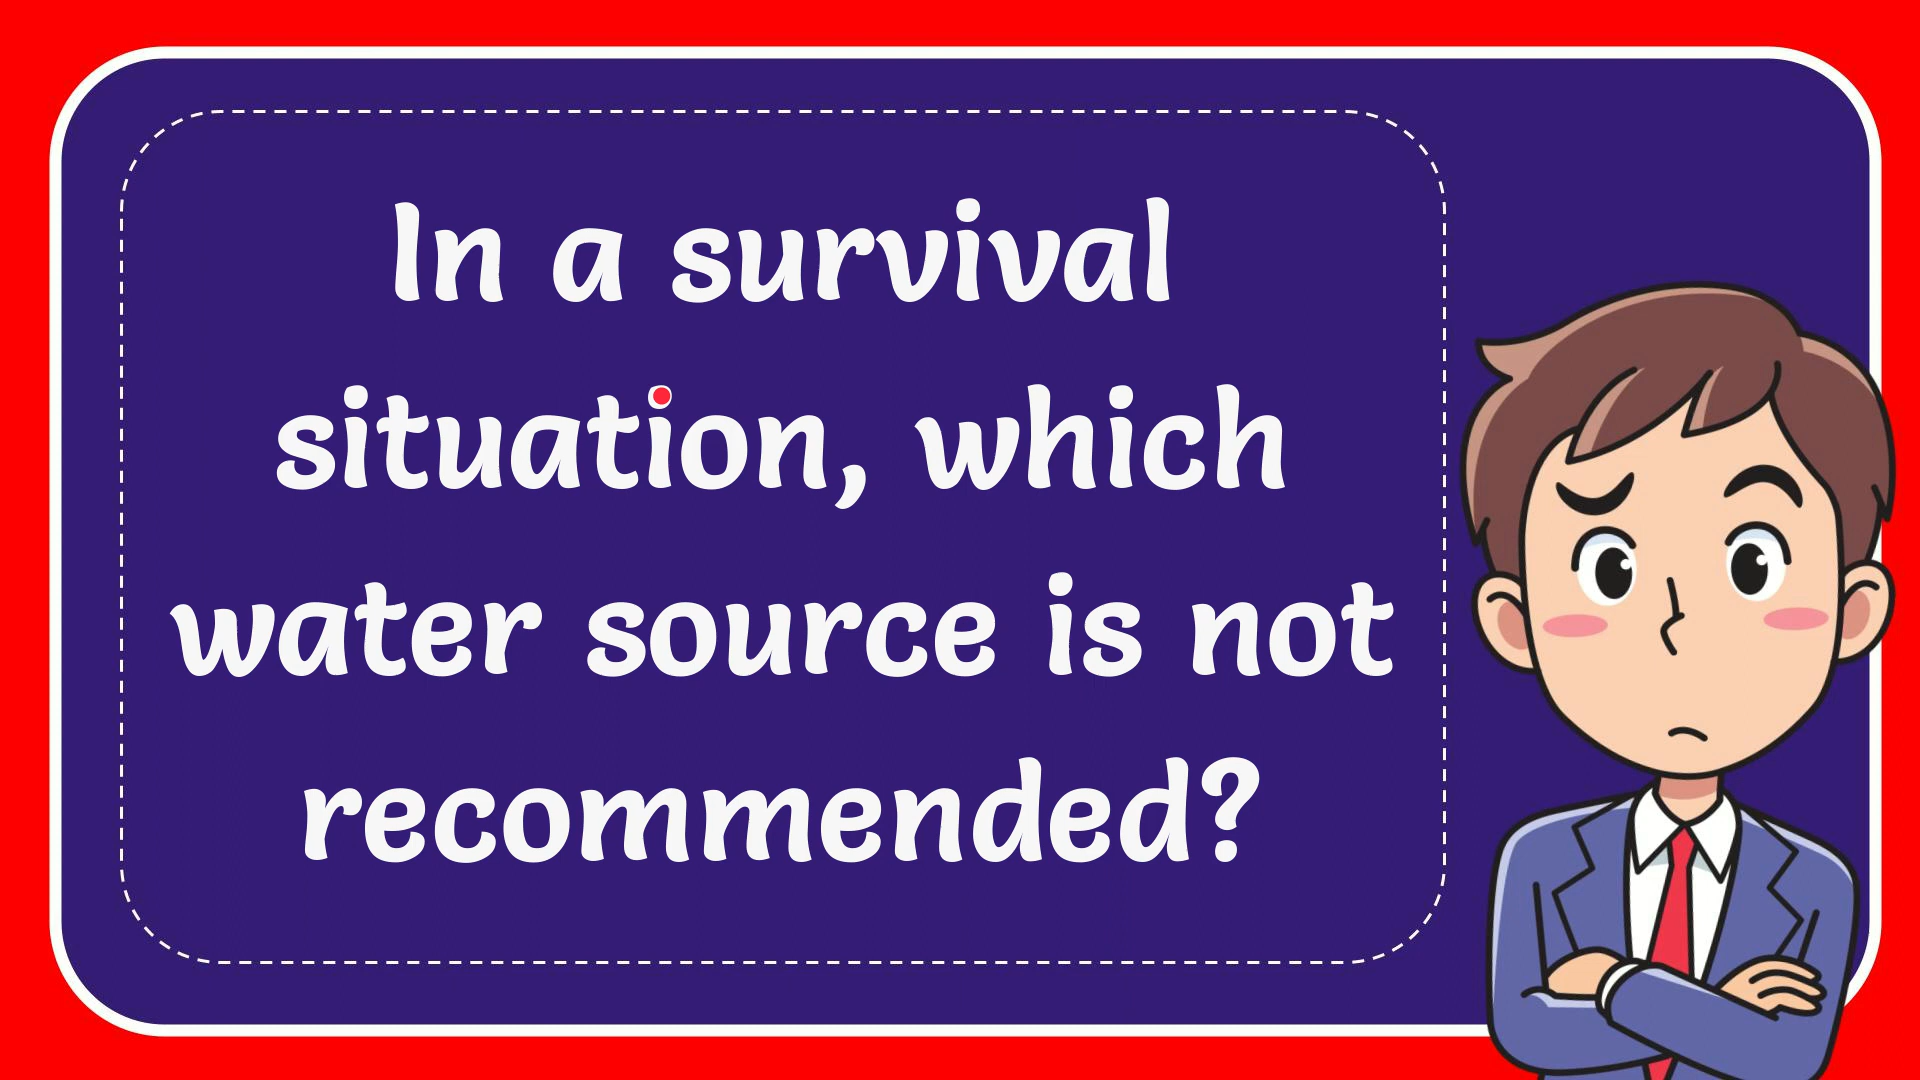 In a survival
situation, which
water source is not
recommended?